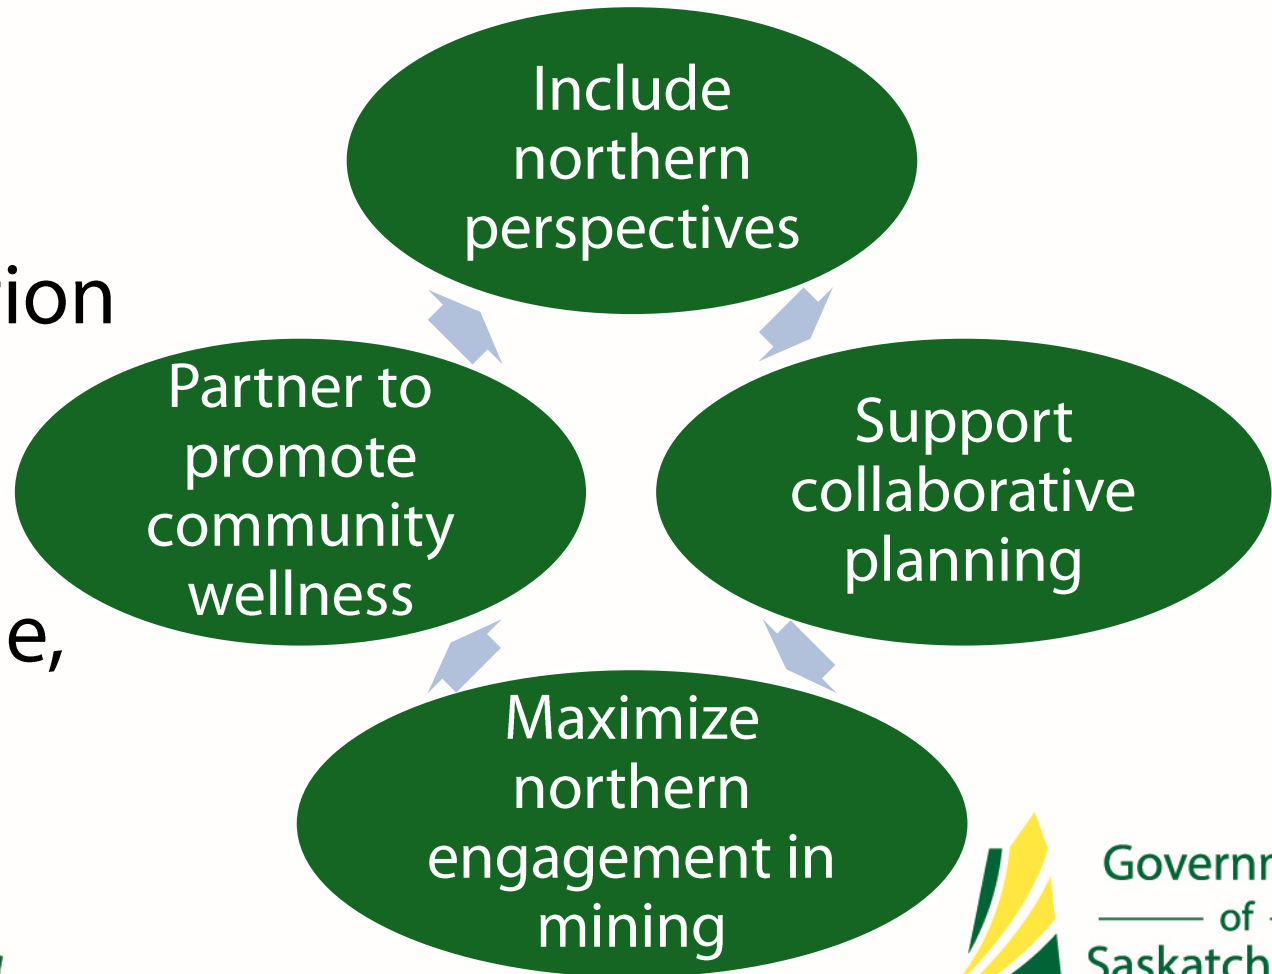 Include
northern
perspectives
tion
Partner to
promote
community
wellness
Support
collaborative
planning
e,
Maximize
northern
engagement in
mining
Governm
of
Saskatch